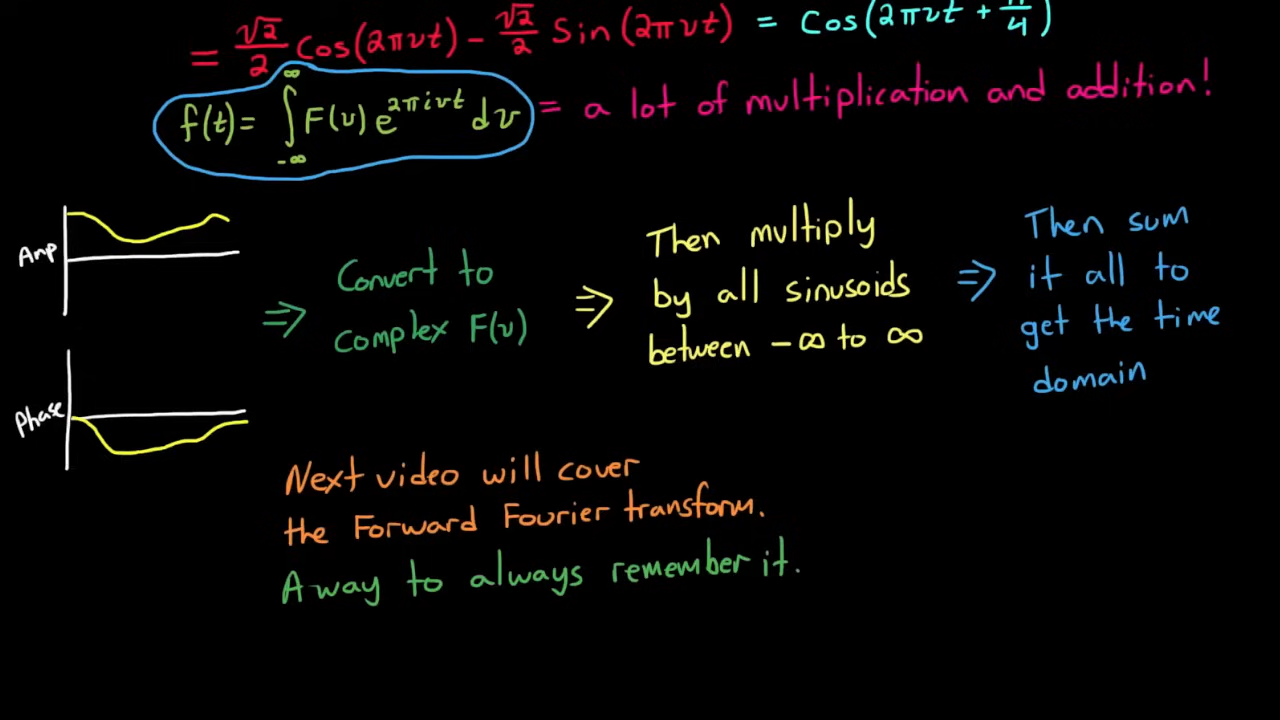 = √2/2 Cos(2πνt) − √2/2 Sin(2πνt) = Cos(2πνt + π/4)
f(t) = ∫_{-∞}^{∞} F(ν) e^{2πiνt} dν = a lot of multiplication and addition!
Amp
Phase
Convert to
complex F(ν)
⇒
⇒
Then multiply
by all sinusoids
between −∞ to ∞
⇒
Then sum
it all to
get the time
domain
Next video will cover
the Forward Fourier transform.
A way to always remember it.